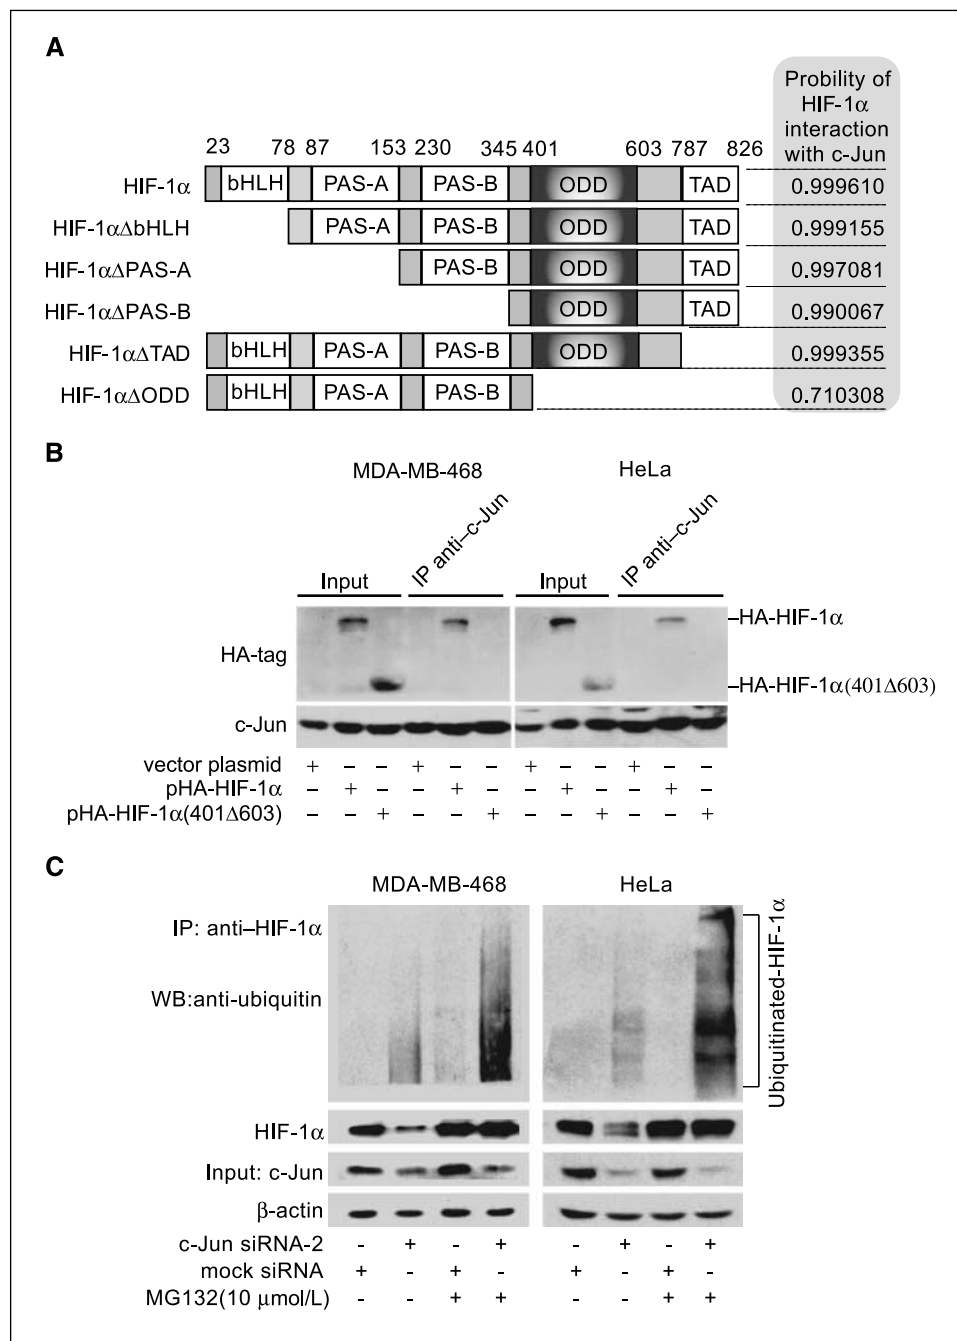 A
Probility of
HIF-1α
interaction
with c-Jun
23 78 87 153 230 345 401 603 787 826
HIF-1α bHLH PAS-A PAS-B ODD TAD 0.999610
HIF-1αΔbHLH PAS-A PAS-B ODD TAD 0.999155
HIF-1αΔPAS-A PAS-B ODD TAD 0.997081
HIF-1αΔPAS-B ODD TAD 0.990067
HIF-1αΔTAD bHLH PAS-A PAS-B ODD 0.999355
HIF-1αΔODD bHLH PAS-A PAS-B 0.710308
B
MDA-MB-468 HeLa
Input IP anti–c-Jun Input IP anti–c-Jun
HA-tag
–HA-HIF-1α
–HA-HIF-1α(401Δ603)
c-Jun
vector plasmid + – – + – – + – – + – –
pHA-HIF-1α – + – – + – – + – – + –
pHA-HIF-1α(401Δ603) – – + – – + – – + – – +
C
MDA-MB-468 HeLa
IP: anti–HIF-1α
WB:anti-ubiquitin
Ubiquitinated-HIF-1α
HIF-1α
Input: c-Jun
β-actin
c-Jun siRNA-2 - + - + - + - +
mock siRNA + - + - + - + -
MG132(10 μmol/L) - - + + - - + +